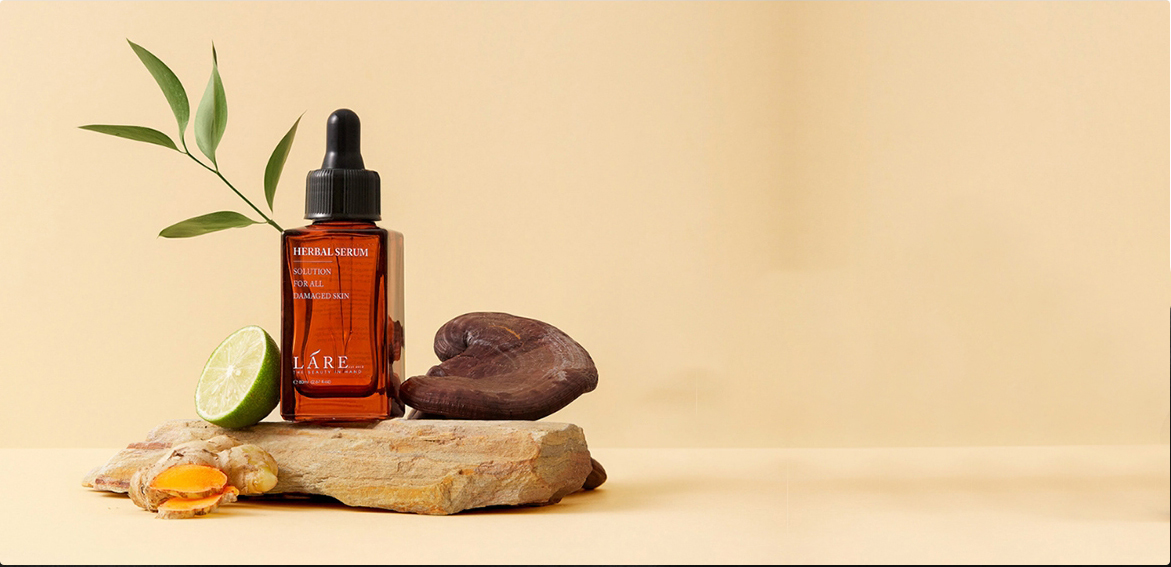 HERBAL SERUM
SOLUTION
FOR ALL
DAMAGED SKIN
LÁRE
THE BEAUTY IN HAND